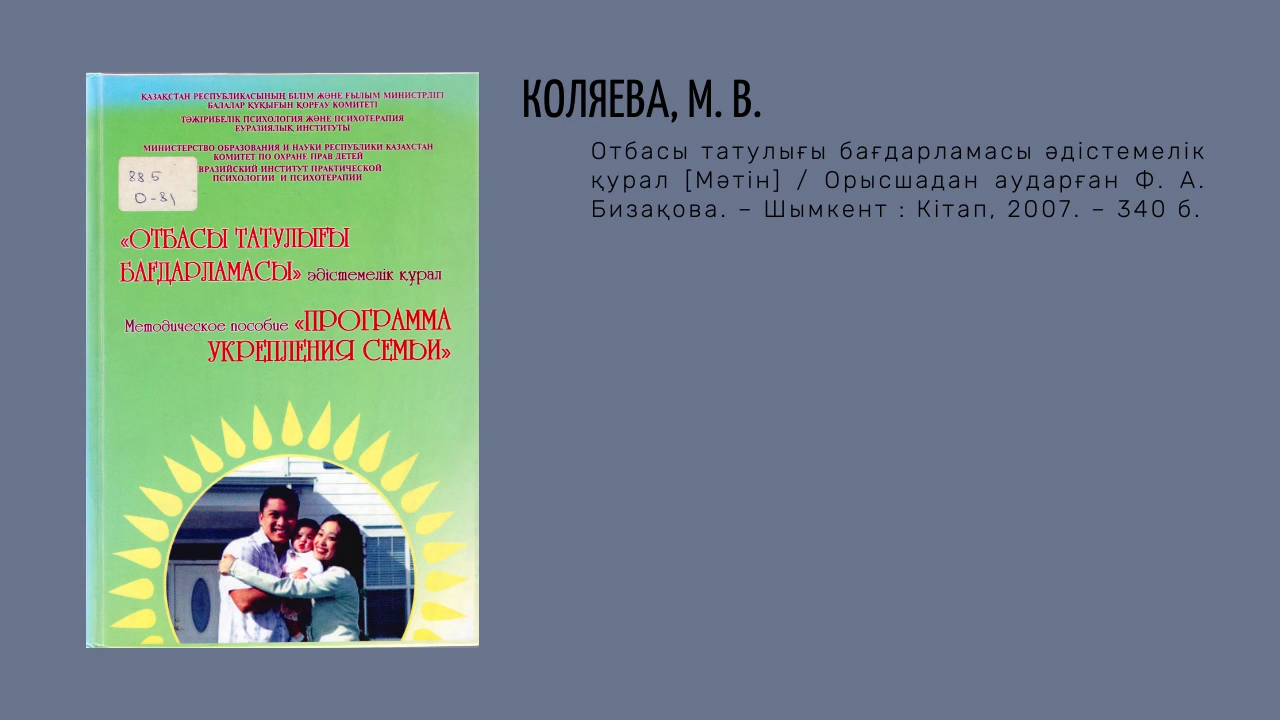 ҚАЗАҚСТАН РЕСПУБЛИКАСЫНЫҢ БІЛІМ ЖӘНЕ ҒЫЛЫМ МИНИСТРЛІГІ
БАЛАЛАР ҚҰҚЫҒЫН ҚОРҒАУ КОМИТЕТІ
ТӘЖІРИБЕЛІК ПСИХОЛОГИЯ ЖӘНЕ ПСИХОТЕРАПИЯ
ЕУРАЗИЯЛЫҚ ИНСТИТУТЫ
МИНИСТЕРСТВО ОБРАЗОВАНИЯ И НАУКИ РЕСПУБЛИКИ КАЗАХСТАН
КОМИТЕТ ПО ОХРАНЕ ПРАВ ДЕТЕЙ
ВРАЗИЙСКИЙ ИНСТИТУТ ПРАКТИЧЕСКОЙ
ПСИХОЛОГИИ И ПСИХОТЕРАПИИ
88.5
О-81
«ОТБАСЫ ТАТУЛЫҒЫ
БАҒДАРЛАМАСЫ» әдістемелік құрал
Методическое пособие «ПРОГРАММА
УКРЕПЛЕНИЯ СЕМЬИ»
КОЛЯЕВА, М. В.
Отбасы татулығы бағдарламасы әдістемелік
құрал [Мәтін] / Орысшадан аударған Ф. А.
Бизақова. – Шымкент : Кітап, 2007. – 340 б.